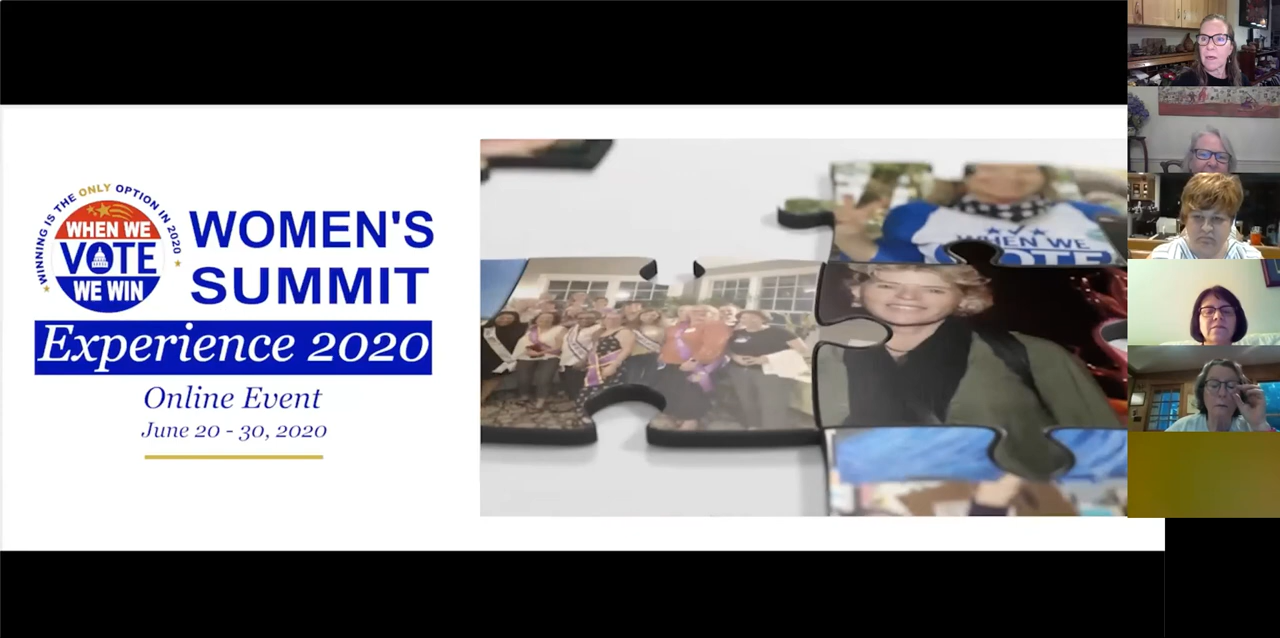 WINNING IS THE ONLY OPTION IN 2020
WHEN WE
VOTE
WE WIN
WOMEN'S
SUMMIT
Experience 2020
Online Event
June 20 - 30, 2020
WHEN WE
VOTE